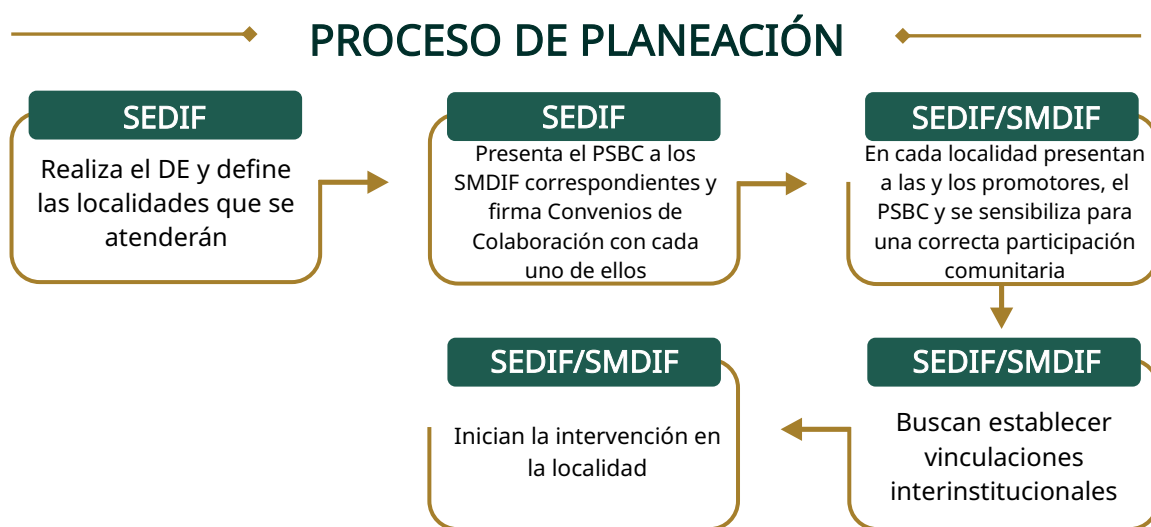 PROCESO DE PLANEACIÓN
SEDIF
Realiza el DE y define
las localidades que se
atenderán
SEDIF
Presenta el PSBC a los
SMDIF correspondientes y
firma Convenios de
Colaboración con cada
uno de ellos
SEDIF/SMDIF
En cada localidad presentan
a las y los promotores, el
PSBC y se sensibiliza para
una correcta participación
comunitaria
SEDIF/SMDIF
Buscan establecer
vinculaciones
interinstitucionales
SEDIF/SMDIF
Inician la intervención en
la localidad